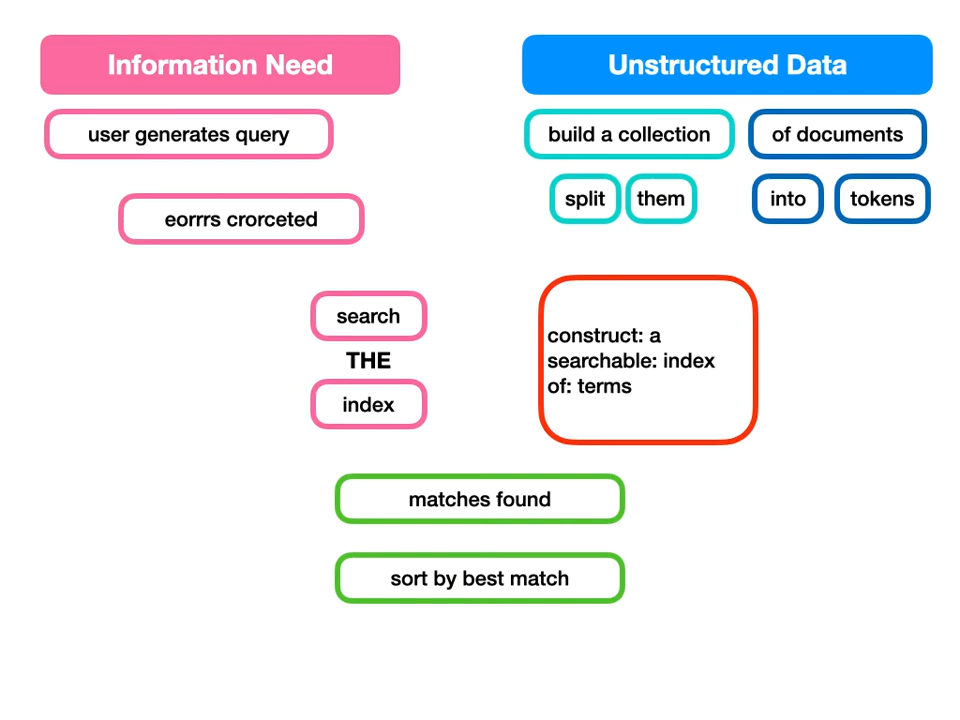 Information Need
user generates query
eorrrs crorceted
search
THE
index
Unstructured Data
build a collection
of documents
split
them
into
tokens
construct: a
searchable: index
of: terms
matches found
sort by best match